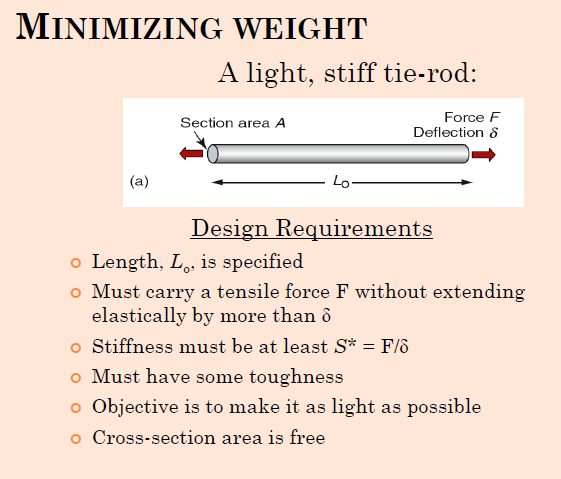 MINIMIZING WEIGHT
A light, stiff tie-rod:
Section area A
Force F
Deflection δ
(a)
Lo
Design Requirements
Length, Lo, is specified
Must carry a tensile force F without extending
elastically by more than δ
Stiffness must be at least S* = F/δ
Must have some toughness
Objective is to make it as light as possible
Cross-section area is free